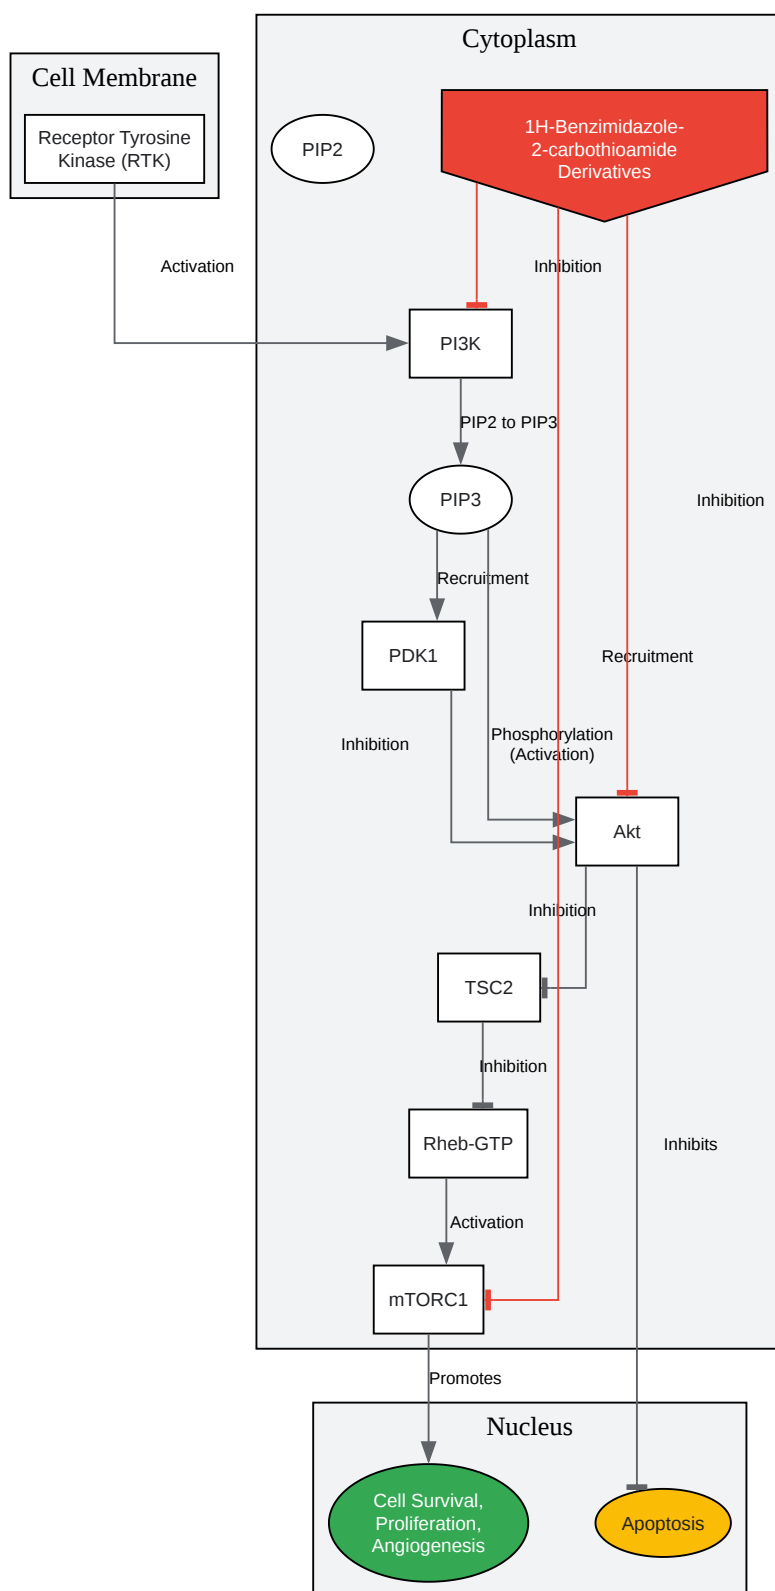 Cytoplasm
Cell Membrane
Receptor Tyrosine
Kinase (RTK)
PIP2
1H-Benzimidazole-
2-carbothioamide
Derivatives
Activation
Inhibition
PI3K
PIP2 to PIP3
PIP3
Inhibition
Recruitment
PDK1
Recruitment
Inhibition
Phosphorylation
(Activation)
Akt
Inhibition
TSC2
Inhibition
Rheb-GTP
Inhibits
Activation
mTORC1
Promotes
Nucleus
Cell Survival,
Proliferation,
Angiogenesis
Apoptosis